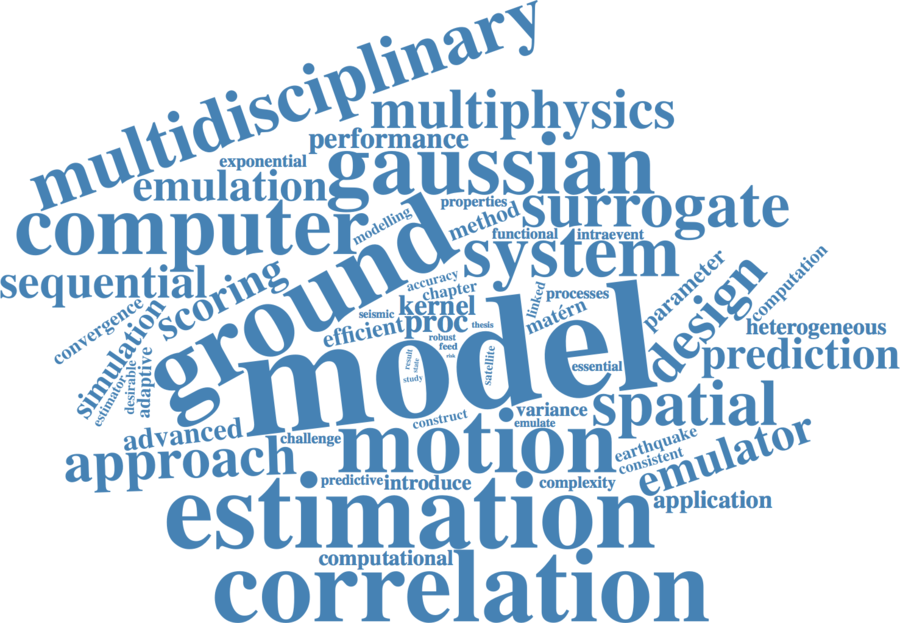 multidisciplinary
multiphysics
performance
exponential
gaussian
emulation
properties
surrogate
computer
modelling
method
functional
intraevent
system
sequential
scoring
ground
accuracy
chapter
linked
processes
parameter
design
computation
convergence
simulation
seismic
kernel
matérn
efficient
proc
thesis
heterogeneous
robust
feed
risk
prediction
estimator
desirable
adaptive
model
result
state
study
satellite
essential
spatial
advanced
challenge
construct
variance
emulate
motion
approach
earthquake
consistent
emulator
predictive
introduce
complexity
application
estimation
computational
correlation